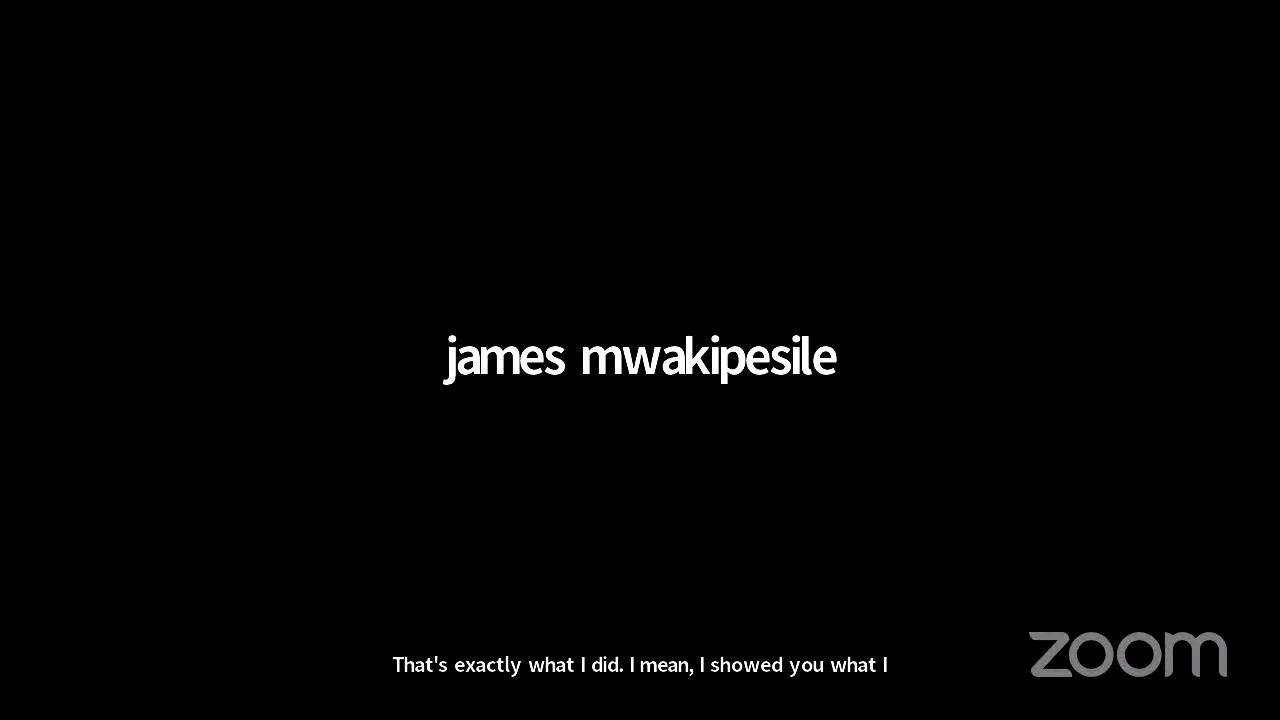 james mwakipesile
That's exactly what I did. I mean, I showed you what I
zoom